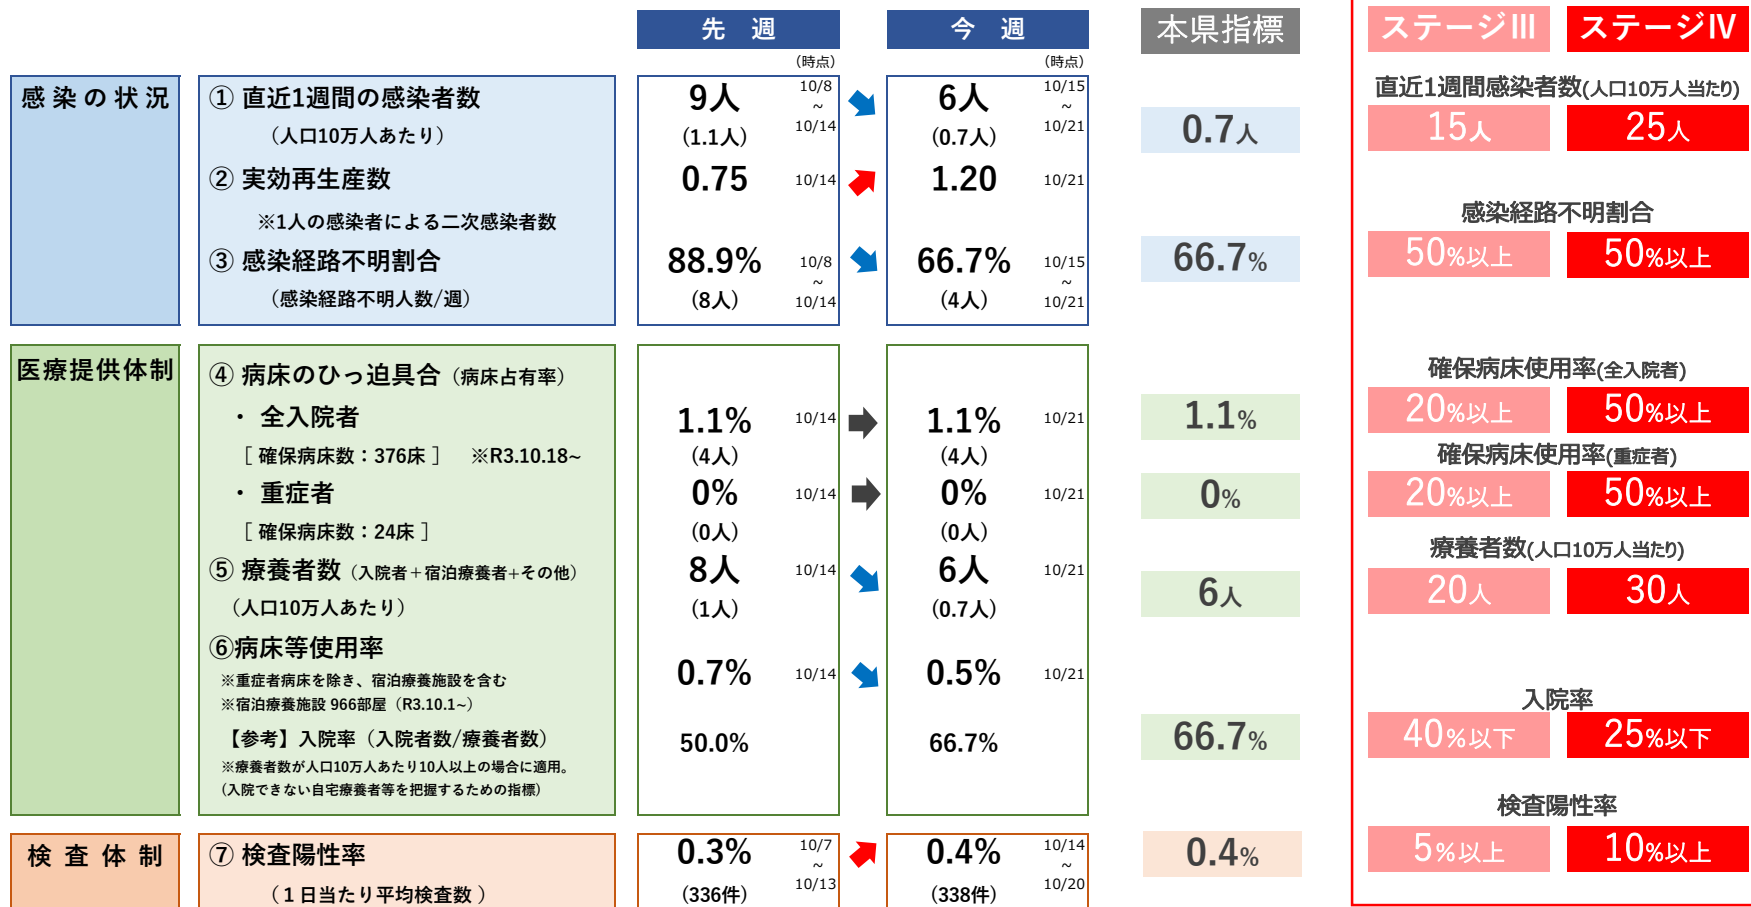 先 週
今 週
本県指標
ステージⅢ
ステージⅣ
(時点)
(時点)
感染の状況
① 直近1週間の感染者数
(人口10万人あたり)
9人
(1.1人)
10/8
~
10/14
6人
(0.7人)
10/15
~
10/21
0.7人
直近1週間感染者数(人口10万人当たり)
15人
25人
② 実効再生産数
※1人の感染者による二次感染者数
0.75
10/14
1.20
10/21
③ 感染経路不明割合
(感染経路不明人数/週)
88.9%
(8人)
10/8
~
10/14
66.7%
(4人)
10/15
~
10/21
66.7%
感染経路不明割合
50%以上
50%以上
医療提供体制
④ 病床のひっ迫具合(病床占有率)
・ 全入院者
[ 確保病床数:376床 ] ※R3.10.18~
1.1%
(4人)
10/14
1.1%
(4人)
10/21
1.1%
確保病床使用率(全入院者)
20%以上
50%以上
・ 重症者
[ 確保病床数:24床 ]
0%
(0人)
10/14
0%
(0人)
10/21
0%
確保病床使用率(重症者)
20%以上
50%以上
⑤ 療養者数(入院者+宿泊療養者+その他)
(人口10万人あたり)
8人
(1人)
10/14
6人
(0.7人)
10/21
6人
療養者数(人口10万人当たり)
20人
30人
⑥病床等使用率
※重症者病床を除き、宿泊療養施設を含む
※宿泊療養施設 966部屋(R3.10.1~)
0.7%
10/14
0.5%
10/21
【参考】入院率(入院者数/療養者数)
※療養者数が人口10万人あたり10人以上の場合に適用。
(入院できない自宅療養者等を把握するための指標)
50.0%
66.7%
66.7%
入院率
40%以下
25%以下
検査体制
⑦ 検査陽性率
(1日当たり平均検査数)
0.3%
(336件)
10/7
~
10/13
0.4%
(338件)
10/14
~
10/20
0.4%
検査陽性率
5%以上
10%以上